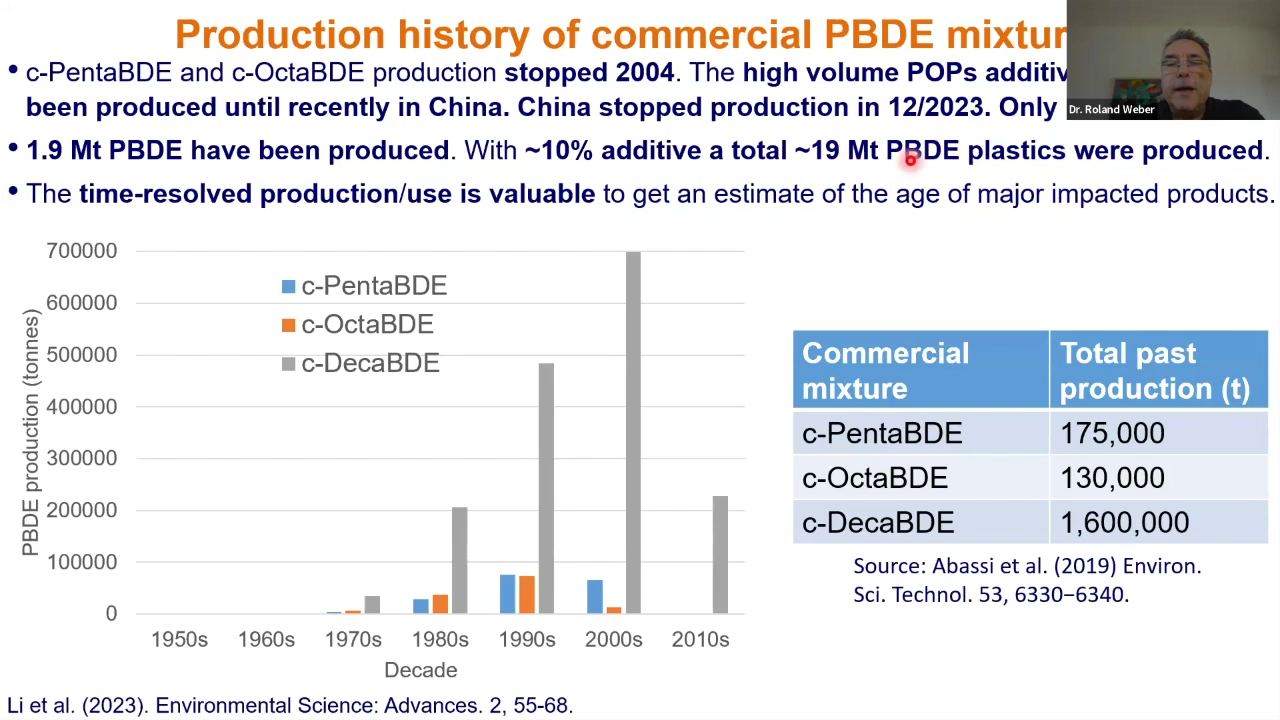 Production history of commercial PBDE mixtur
• c-PentaBDE and c-OctaBDE production stopped 2004. The high volume POPs additiv
been produced until recently in China. China stopped production in 12/2023. Only
• 1.9 Mt PBDE have been produced. With ~10% additive a total ~19 Mt PBDE plastics were produced.
• The time-resolved production/use is valuable to get an estimate of the age of major impacted products.
Dr. Roland Weber
PBDE production (tonnes)
700000
600000
500000
400000
300000
200000
100000
0
c-PentaBDE
c-OctaBDE
c-DecaBDE
1950s 1960s 1970s 1980s 1990s 2000s 2010s
Decade
Commercial mixture Total past production (t)
c-PentaBDE 175,000
c-OctaBDE 130,000
c-DecaBDE 1,600,000
Source: Abassi et al. (2019) Environ.
Sci. Technol. 53, 6330−6340.
Li et al. (2023). Environmental Science: Advances. 2, 55-68.